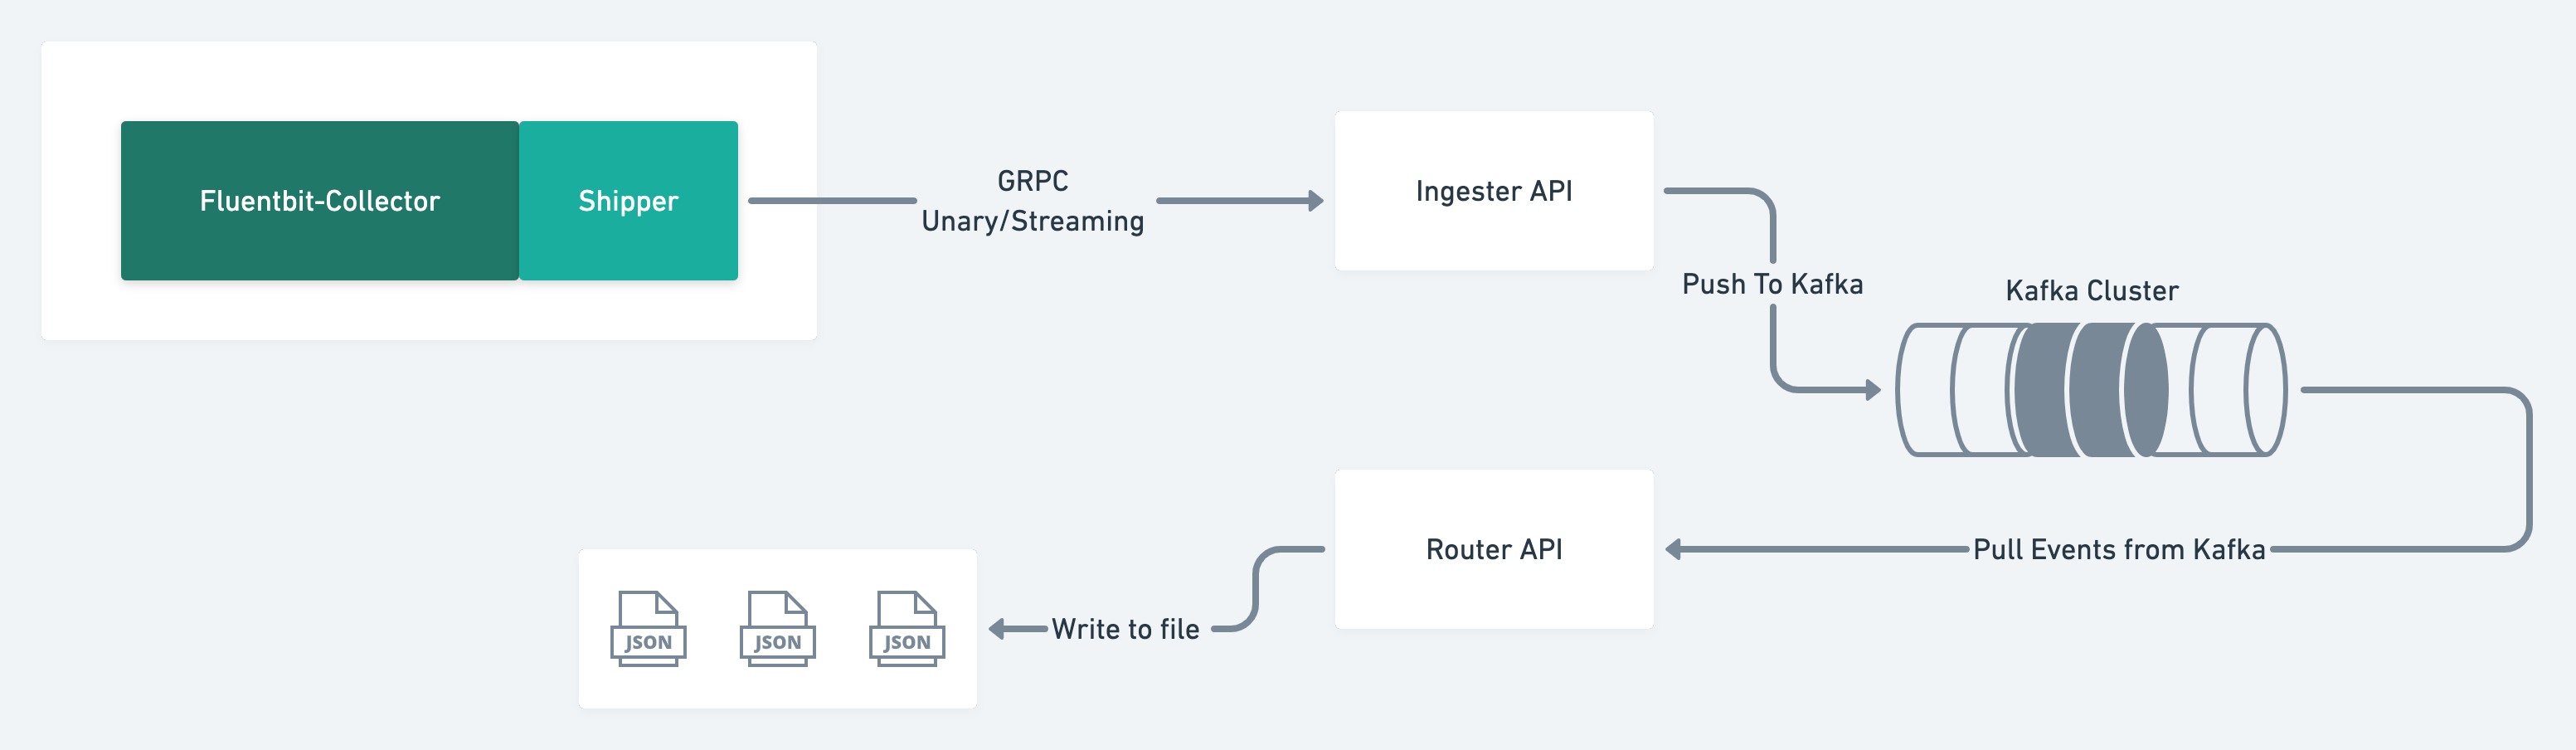 Fluentbit-Collector
Shipper
GRPC
Unary/Streaming
Ingester API
Push To Kafka
Kafka Cluster
Pull Events from Kafka
Router API
Write to file
JSON
JSON
JSON